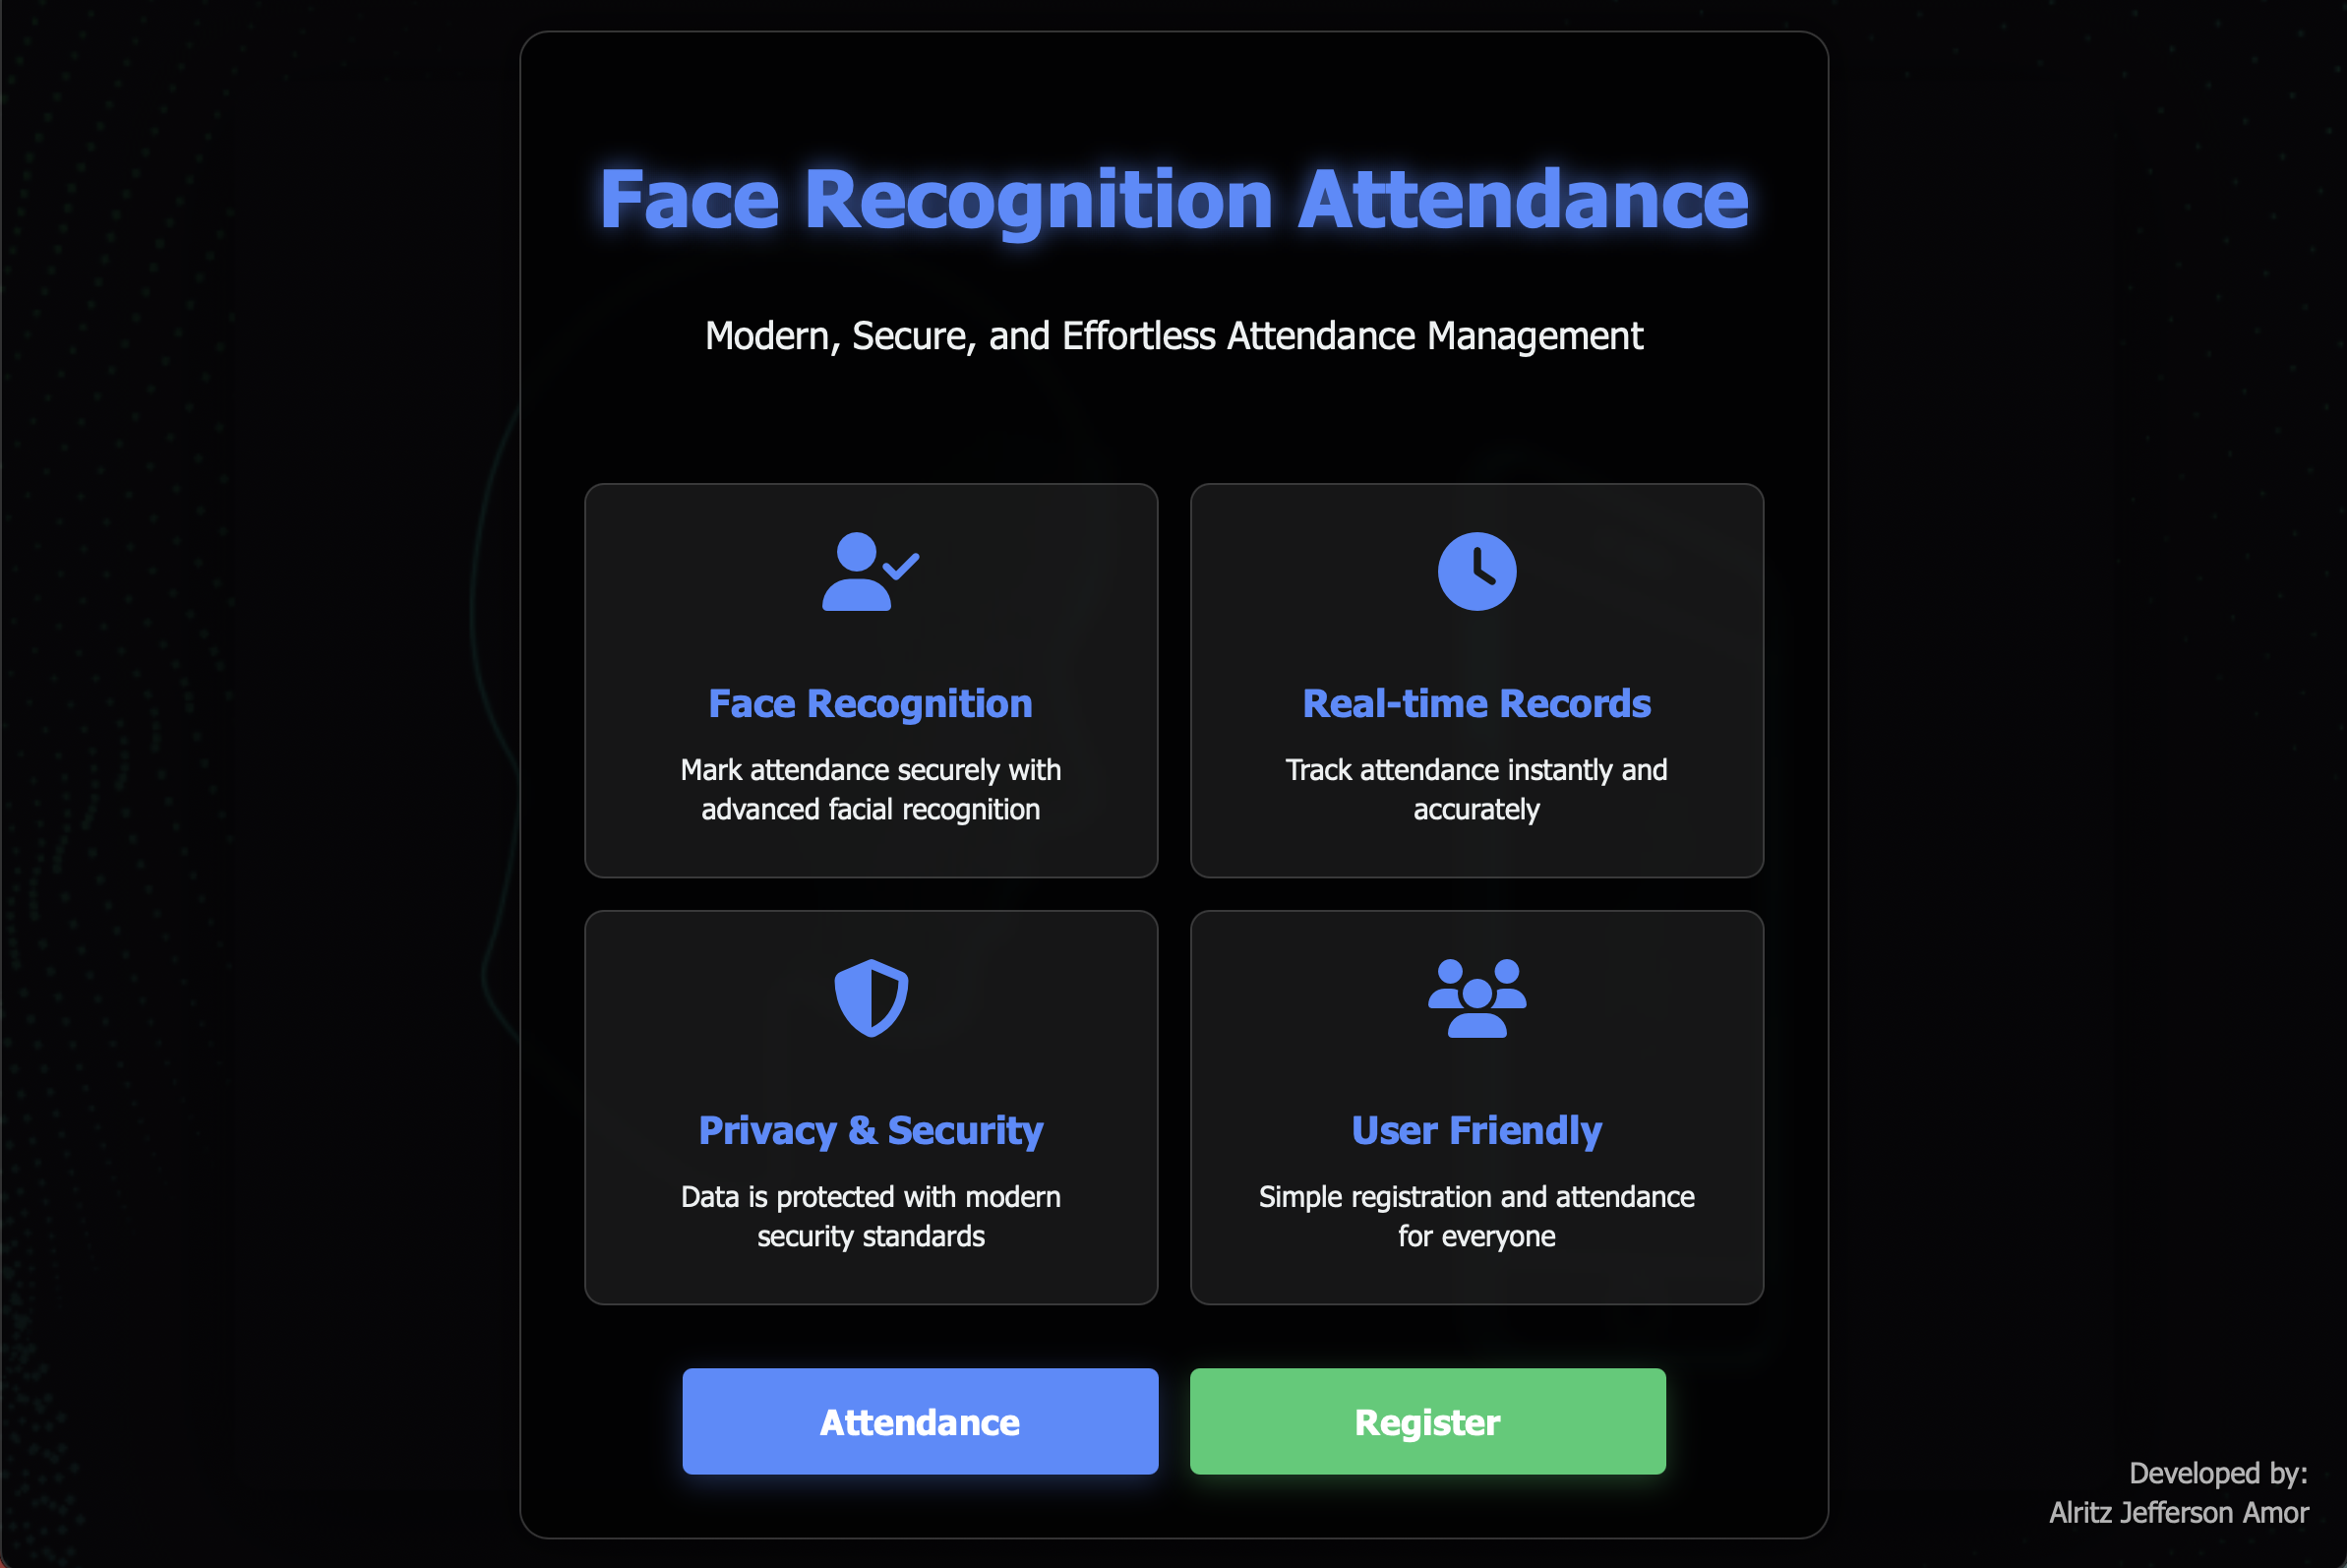 Face Recognition Attendance
Modern, Secure, and Effortless Attendance Management
Face Recognition
Mark attendance securely with
advanced facial recognition
Real-time Records
Track attendance instantly and
accurately
Privacy & Security
Data is protected with modern
security standards
User Friendly
Simple registration and attendance
for everyone
Attendance
Register
Developed by:
Alritz Jefferson Amor